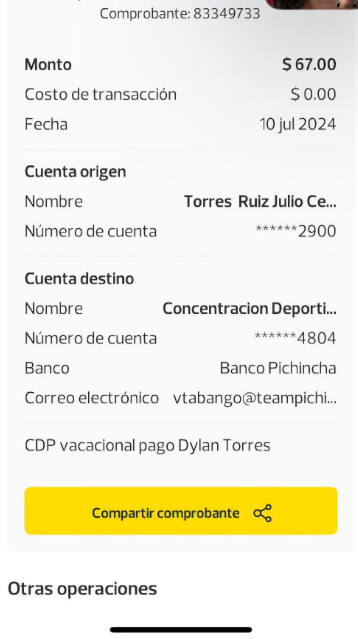 Comprobante: 83349733
Monto $ 67.00
Costo de transacción $ 0.00
Fecha 10 jul 2024
Cuenta origen
Nombre Torres Ruiz Julio Ce...
Número de cuenta ******2900
Cuenta destino
Nombre Concentracion Deporti...
Número de cuenta ******4804
Banco Banco Pichincha
Correo electrónico vtabango@teampichi...
CDP vacacional pago Dylan Torres
Compartir comprobante
Otras operaciones